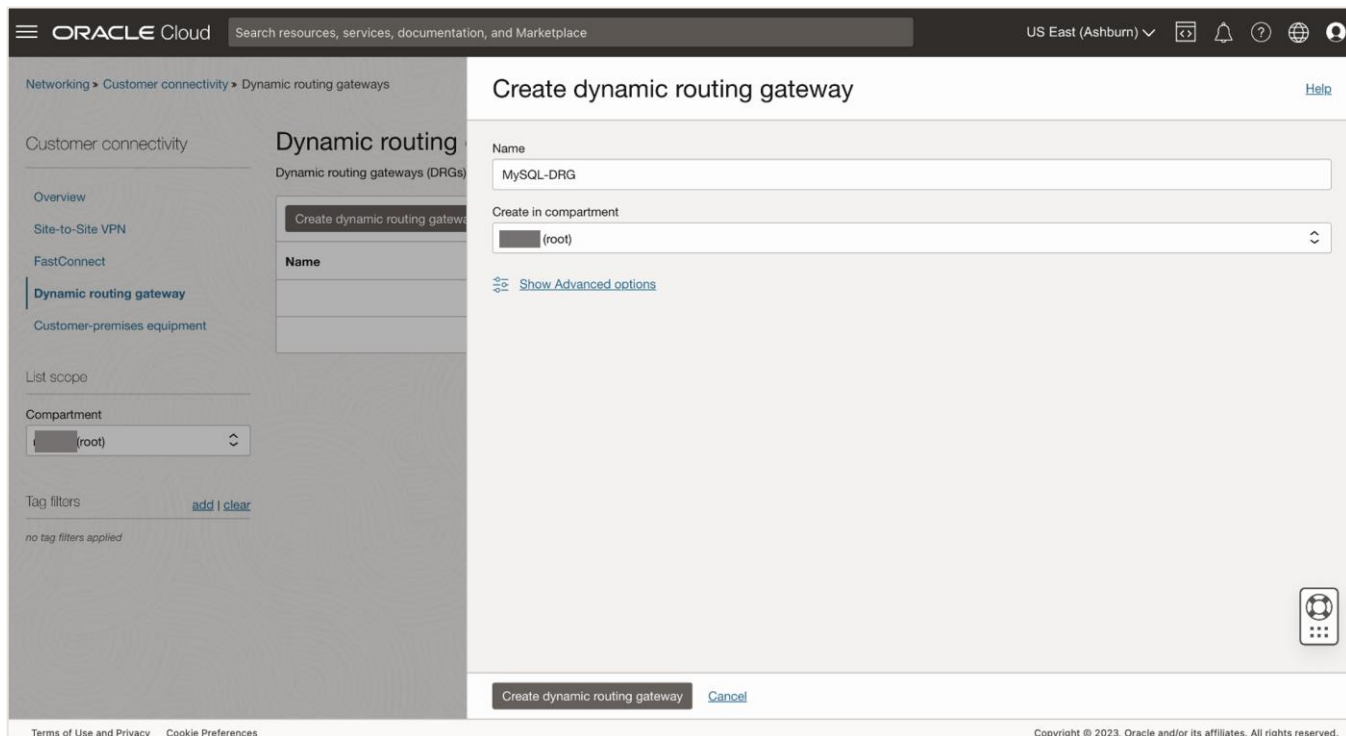 ORACLE Cloud
Search resources, services, documentation, and Marketplace
US East (Ashburn)
Networking » Customer connectivity » Dynamic routing gateways
Customer connectivity
Overview
Site-to-Site VPN
FastConnect
Dynamic routing gateway
Customer-premises equipment
List scope
Compartment
(root)
Tag filters
add | clear
no tag filters applied
Dynamic routing
Dynamic routing gateways (DRGs)
Create dynamic routing
Name
Create dynamic routing gateway
Help
Name
MySQL-DRG
Create in compartment
(root)
Show Advanced options
Create dynamic routing gateway
Cancel
Terms of Use and Privacy
Cookie Preferences
Copyright © 2023, Oracle and/or its affiliates. All rights reserved.